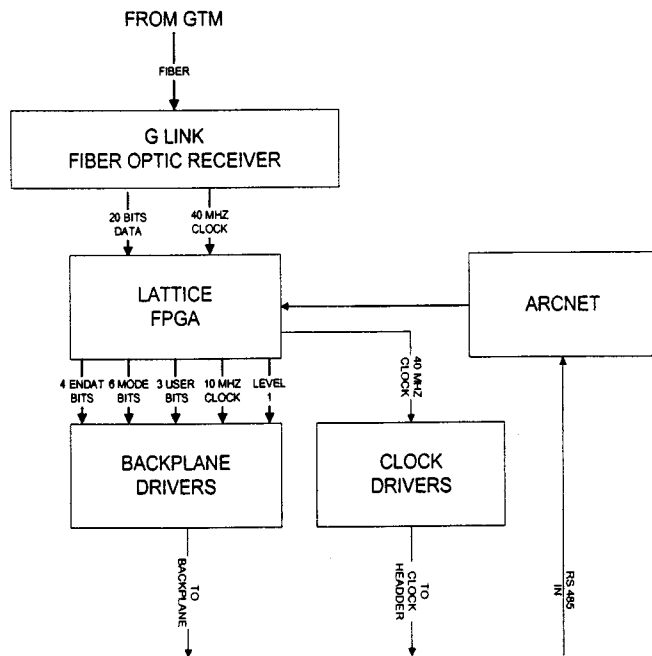 FROM GTM
FIBER
G LINK
FIBER OPTIC RECEIVER
20 BITS
DATA
40 MHZ
CLOCK
LATTICE
FPGA
ARCNET
4 ENDAT
BITS
6 MODE
BITS
3 USER
BITS
10 MHZ
CLOCK
LEVEL
1
40 MHZ
CLOCK
BACKPLANE
DRIVERS
CLOCK
DRIVERS
TO
BACKPLANE
TO
CLOCK
HEADDER
RS 485
IN